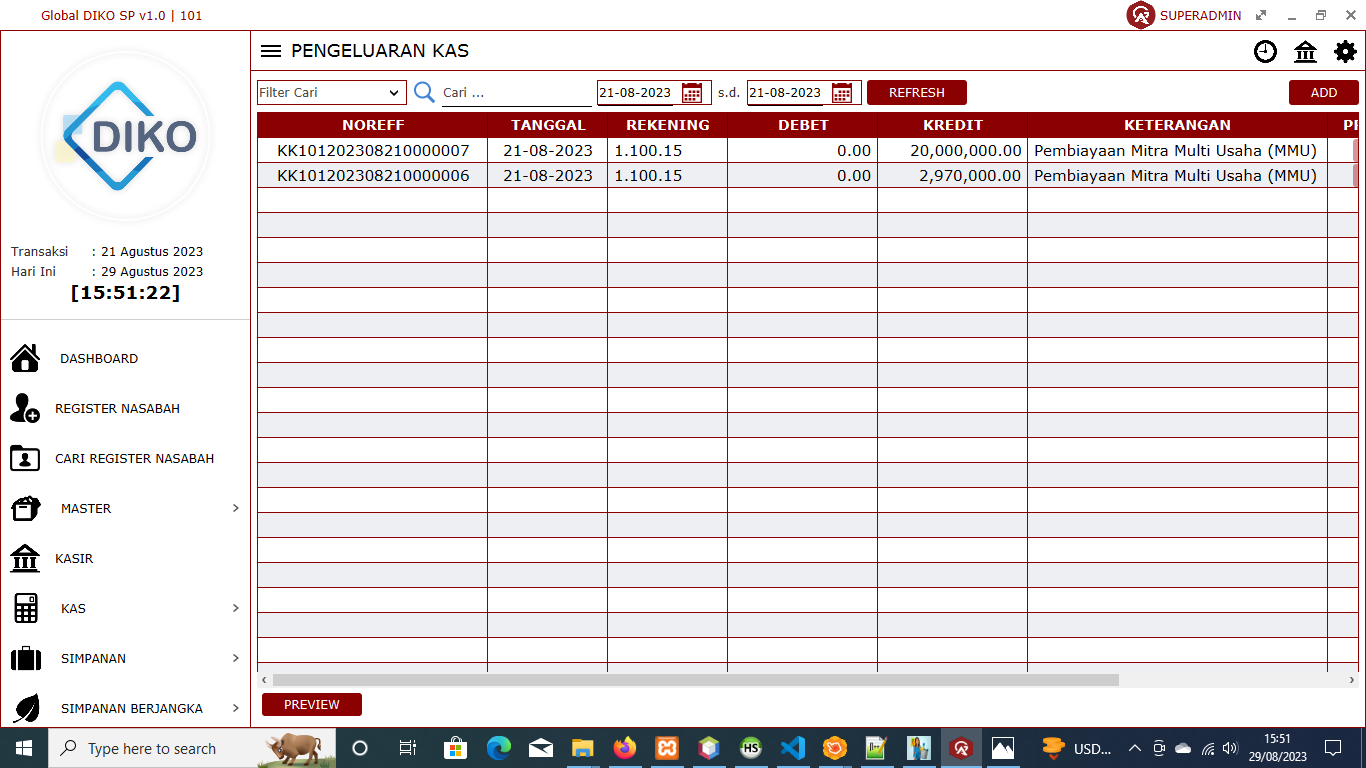 Global DIKO SP v1.0 | 101
SUPERADMIN
DIKO
Transaksi : 21 Agustus 2023
Hari Ini : 29 Agustus 2023
[15:51:22]
DASHBOARD
REGISTER NASABAH
CARI REGISTER NASABAH
MASTER
KASIR
KAS
SIMPANAN
SIMPANAN BERJANGKA
PENGELUARAN KAS
Filter Cari Cari ... 21-08-2023 s.d. 21-08-2023 REFRESH ADD
NOREFF TANGGAL REKENING DEBET KREDIT KETERANGAN
KK101202308210000007 21-08-2023 1.100.15 0.00 20,000,000.00 Pembiayaan Mitra Multi Usaha (MMU)
KK101202308210000006 21-08-2023 1.100.15 0.00 2,970,000.00 Pembiayaan Mitra Multi Usaha (MMU)
PREVIEW
Type here to search
HS
USD...
15:51
29/08/2023